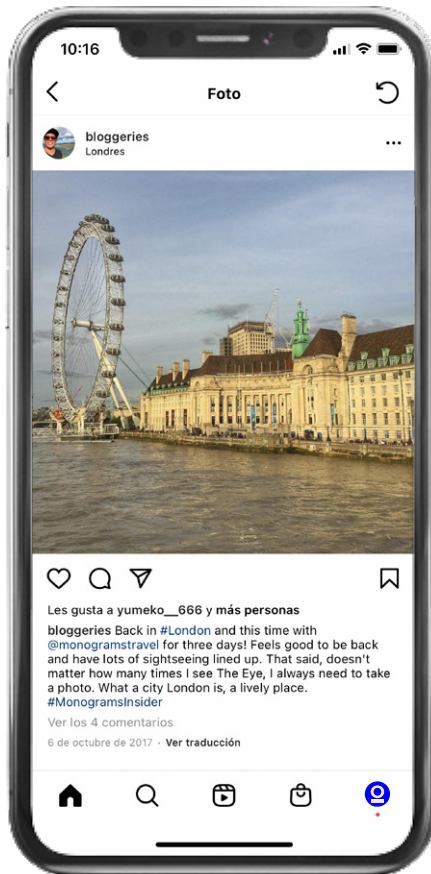 10:16
Foto
bloggeries
Londres
Les gusta a yumeko__666 y más personas
bloggeries Back in #London and this time with
@monogramstravel for three days! Feels good to be back
and have lots of sightseeing lined up. That said, doesn't
matter how many times I see The Eye, I always need to take
a photo. What a city London is, a lively place.
#MonogramsInsider
Ver los 4 comentarios
6 de octubre de 2017 · Ver traducción